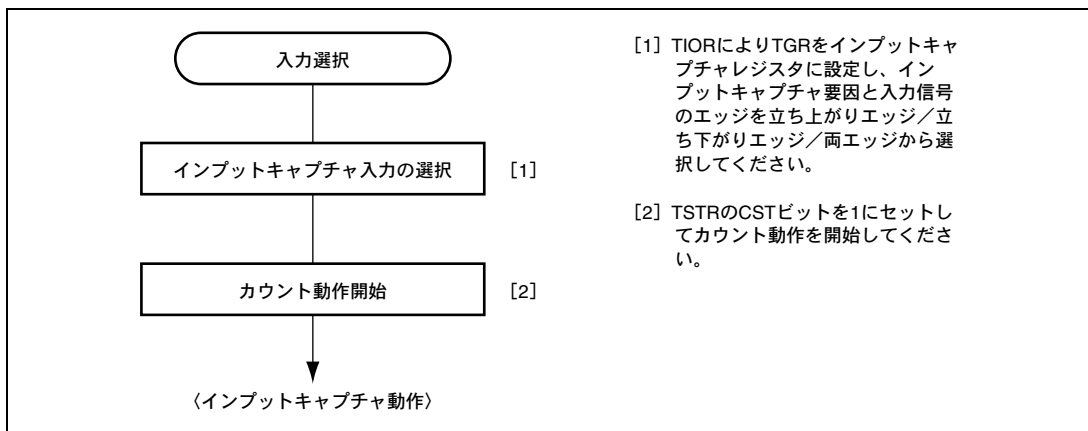 入力選択
インプットキャプチャ入力の選択 [1]
カウント動作開始 [2]
〈インプットキャプチャ動作〉
[1] TIORによりTGRをインプットキャ
プチャレジスタに設定し、イン
プットキャプチャ要因と入力信号
のエッジを立ち上がりエッジ／立
ち下がりエッジ／両エッジから選
択してください。
[2] TSTRのCSTビットを1にセットし
てカウント動作を開始してくださ
い。